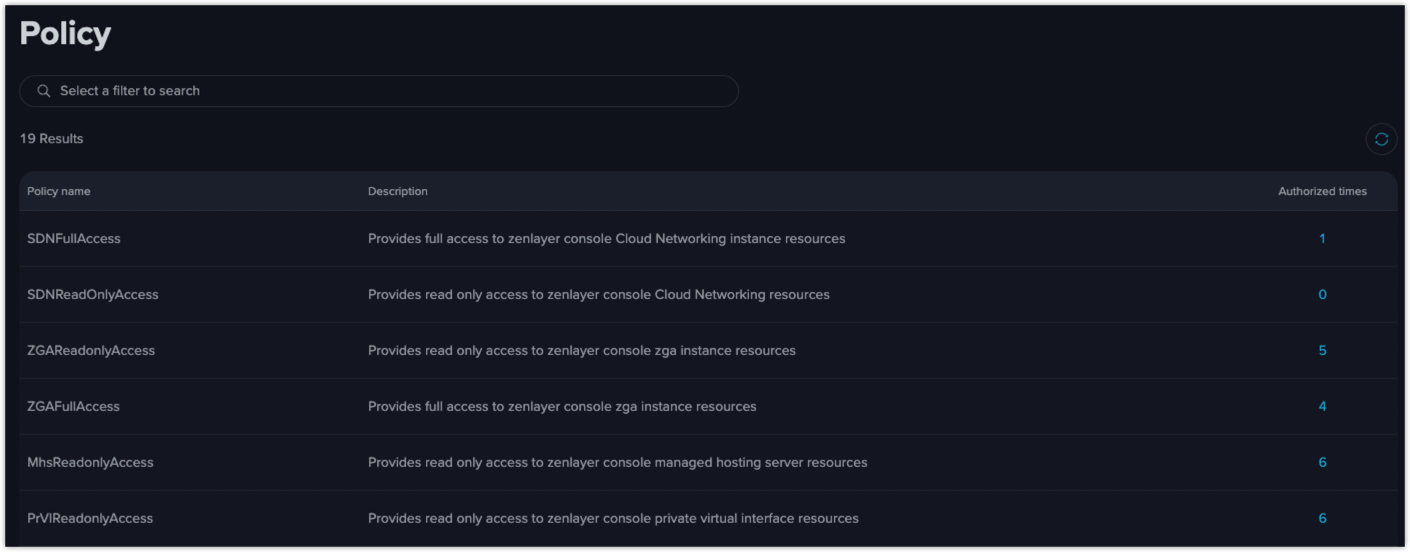 Policy
Select a filter to search
19 Results
Policy name Description Authorized times
SDNFullAccess Provides full access to zenlayer console Cloud Networking instance resources 1
SDNReadOnlyAccess Provides read only access to zenlayer console Cloud Networking resources 0
ZGAReadonlyAccess Provides read only access to zenlayer console zga instance resources 5
ZGAFullAccess Provides full access to zenlayer console zga instance resources 4
MhsReadonlyAccess Provides read only access to zenlayer console managed hosting server resources 6
PrVIReadonlyAccess Provides read only access to zenlayer console private virtual interface resources 6